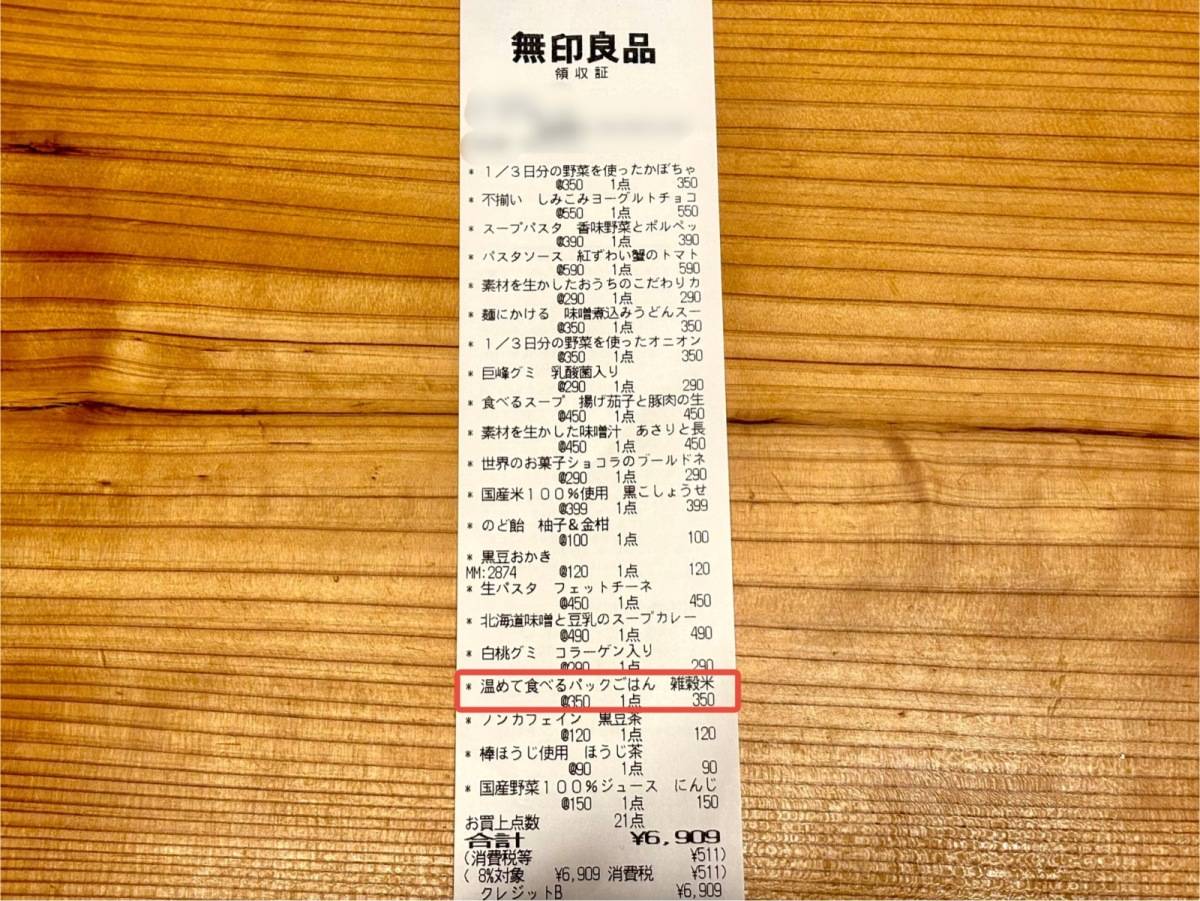 無印良品
領収証
* 1/3日分の野菜を使ったかぼちゃ
@350 1点 350
* 不揃い しみこみヨーグルトチョコ
@550 1点 550
* スープパスタ 香味野菜とポルペッ
@390 1点 390
* パスタソース 紅ずわい蟹のトマト
@590 1点 590
* 素材を生かしたおうちのこだわりカ
@290 1点 290
* 麺にかける 味噌煮込みうどんスー
@350 1点 350
* 1/3日分の野菜を使ったオニオン
@350 1点 350
* 巨峰グミ 乳酸菌入り
@290 1点 290
* 食べるスープ 揚げ茄子と豚肉の生
@450 1点 450
* 素材を生かした味噌汁 あさりと長
@450 1点 450
* 世界のお菓子ショコラのブールドネ
@290 1点 290
* 国産米100%使用 黒こしょうせ
@399 1点 399
* のど飴 柚子&金柑
@100 1点 100
* 黒豆おかき
MM:2874 @120 1点 120
* 生パスタ フェットチーネ
@450 1点 450
* 北海道味噌と豆乳のスープカレー
@490 1点 490
* 白桃グミ コラーゲン入り
@290 1点 290
* 温めて食べるパックごはん 雑穀米
@350 1点 350
* ノンカフェイン 黒豆茶
@120 1点 120
* 棒ほうじ使用 ほうじ茶
@90 1点 90
* 国産野菜100%ジュース にんじ
@150 1点 150
お買上点数 21点
合計 ¥6,909
(消費税等 ¥511)
( 8%対象 ¥6,909 消費税 ¥511)
クレジットB ¥6,909